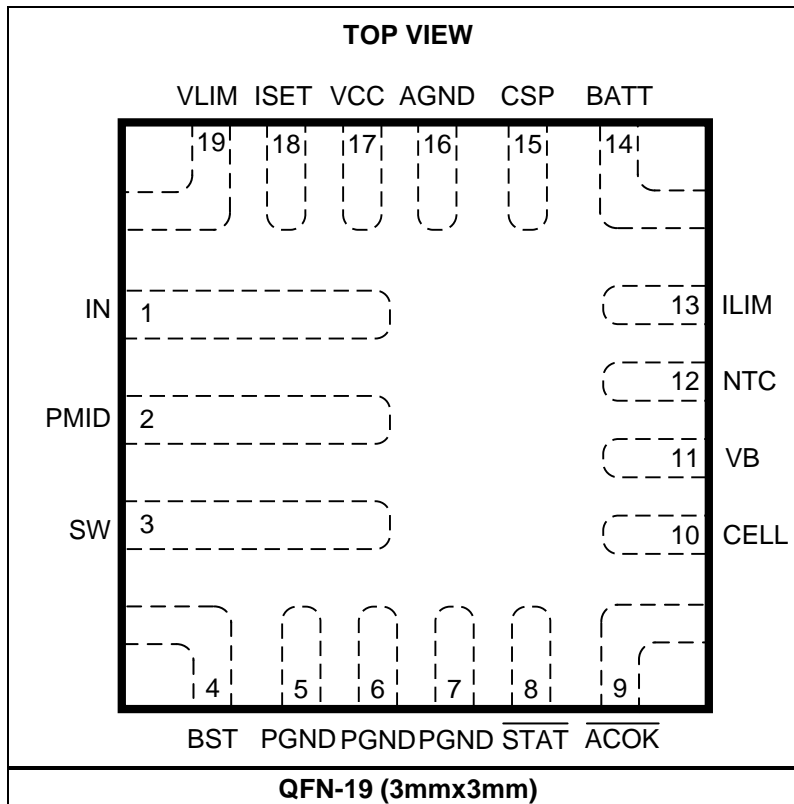 TOP VIEW
VLIM ISET VCC AGND CSP BATT
19 18 17 16 15 14
IN 1 13 ILIM
12 NTC
PMID 2
11 VB
SW 3 10 CELL
4 5 6 7 8 9
BST PGND PGND PGND STAT ACOK
QFN-19 (3mmx3mm)